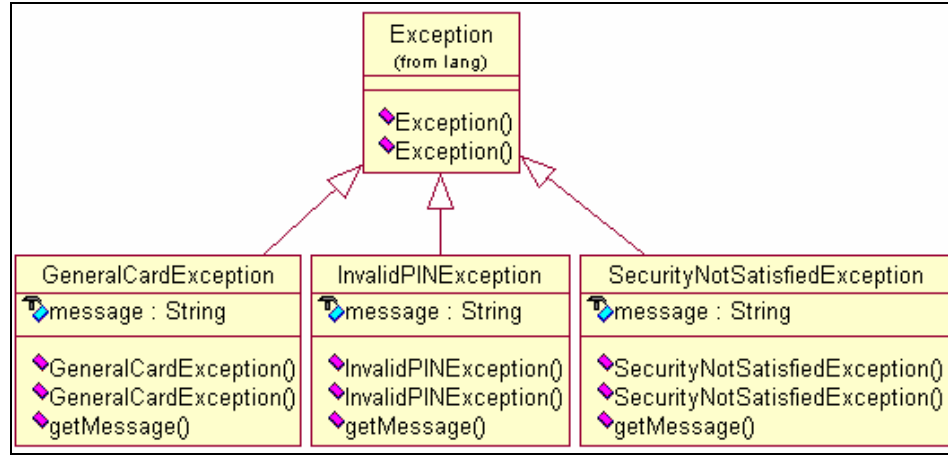 Exception
(from lang)
Exception()
Exception()
GeneralCardException
message : String
GeneralCardException()
GeneralCardException()
getMessage()
InvalidPINException
message : String
InvalidPINException()
InvalidPINException()
getMessage()
SecurityNotSatisfiedException
message : String
SecurityNotSatisfiedException()
SecurityNotSatisfiedException()
getMessage()